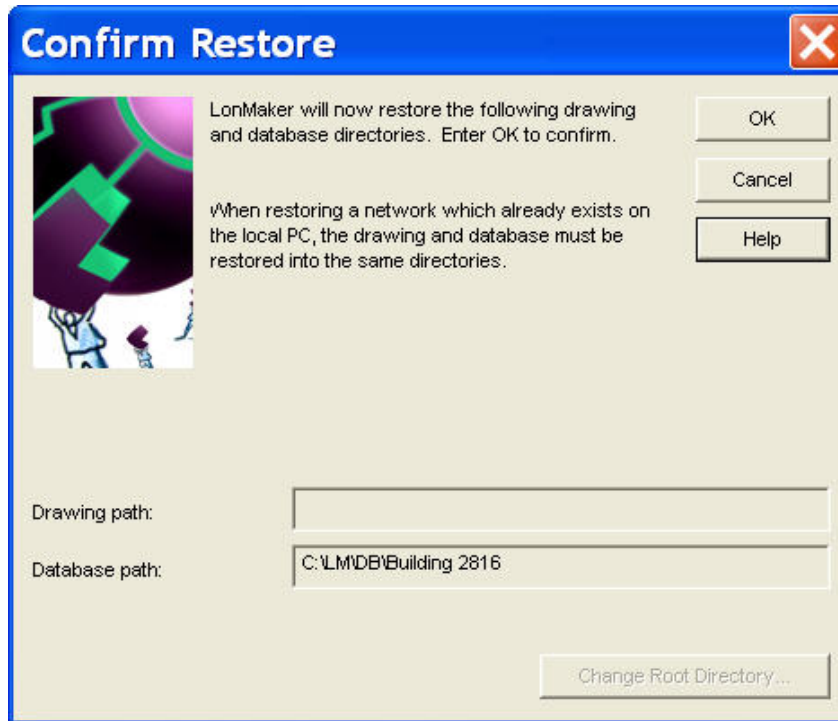 Confirm Restore
LonMaker will now restore the following drawing
and database directories. Enter OK to confirm.
When restoring a network which already exists on
the local PC, the drawing and database must be
restored into the same directories.
OK
Cancel
Help
Drawing path:
Database path:
C:\LM\DB\Building 2816
Change Root Directory...